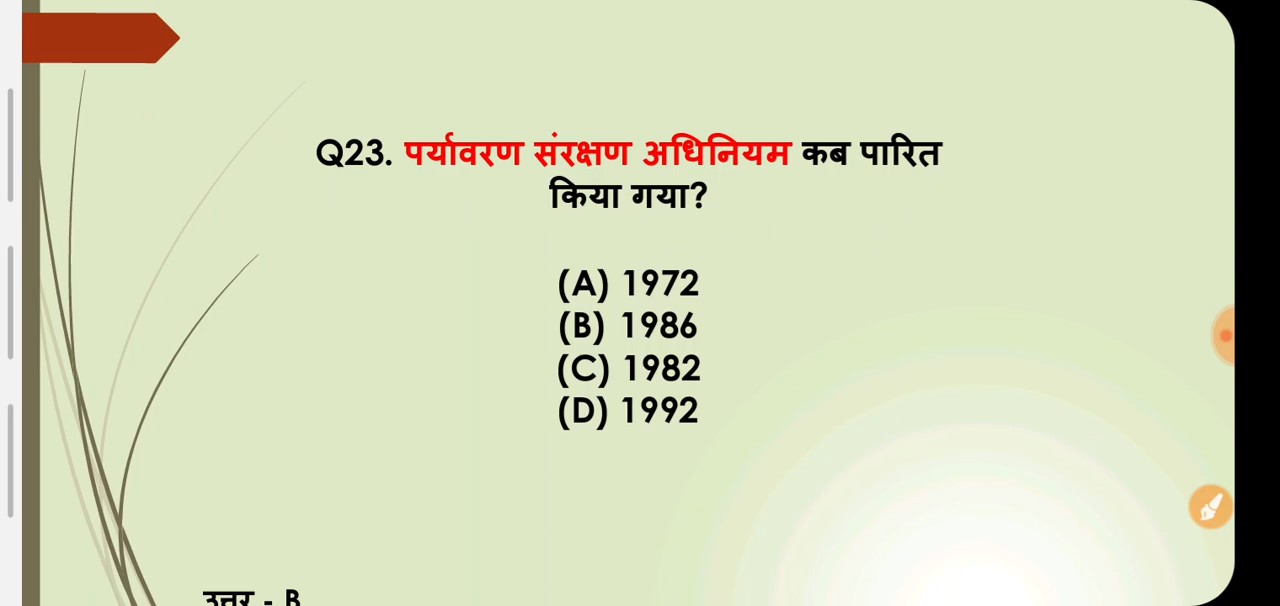 Q23. पर्यावरण संरक्षण अधिनियम कब पारित
किया गया?
(A) 1972
(B) 1986
(C) 1982
(D) 1992
उत्तर - B